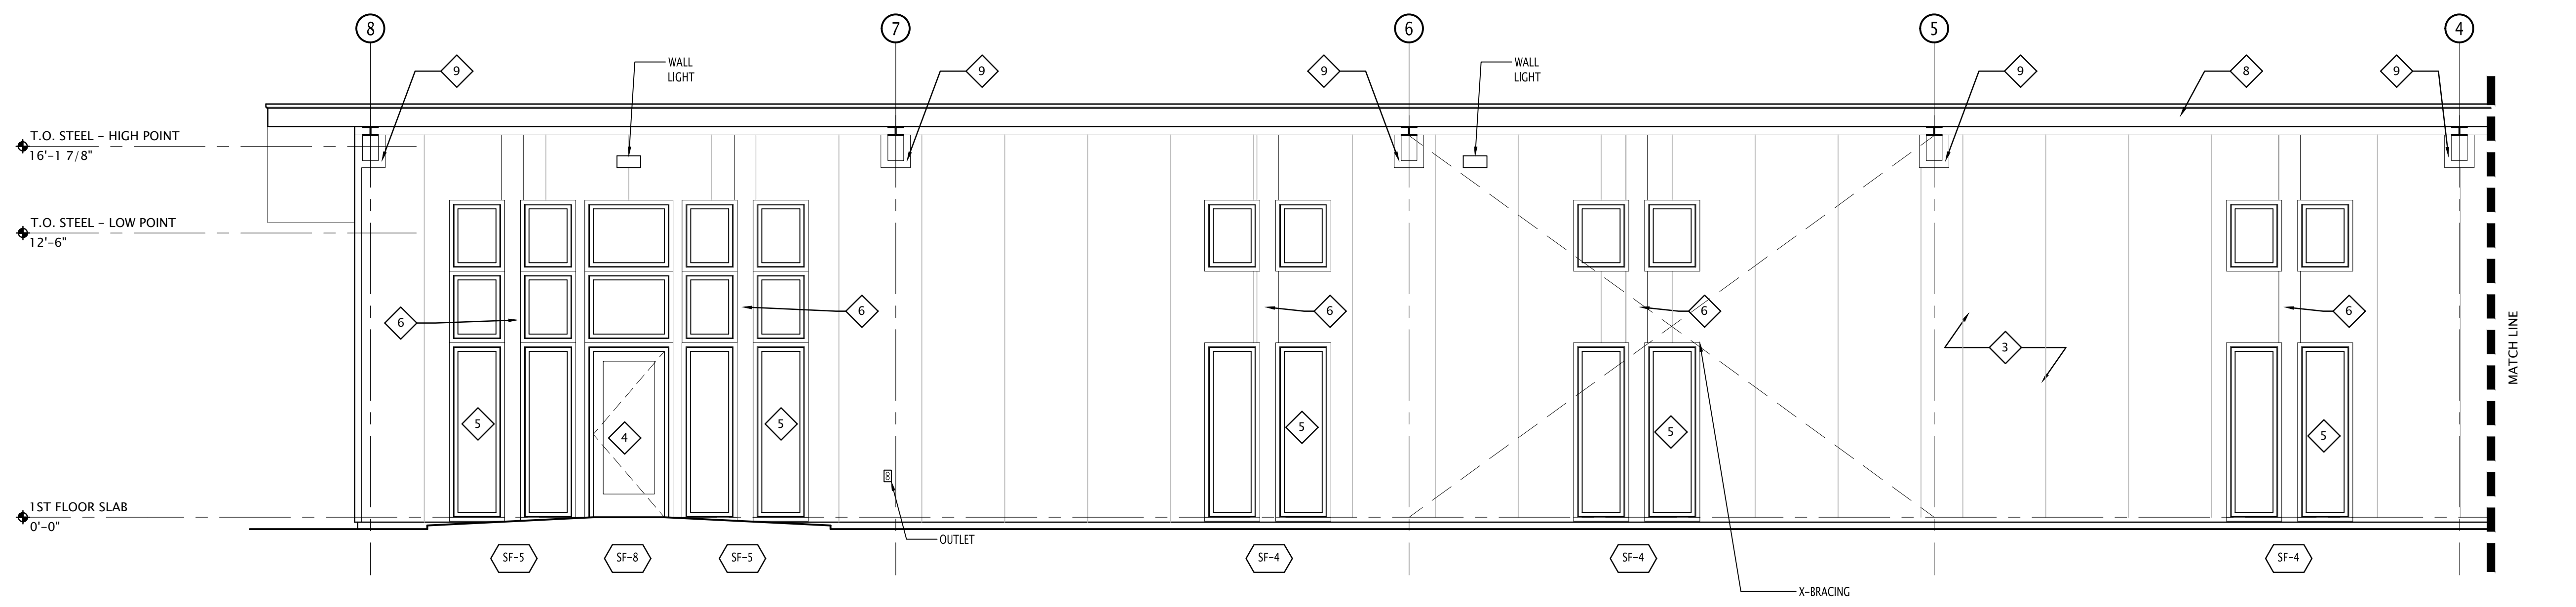 8
7
6
5
4
9
WALL
LIGHT
9
9
WALL
LIGHT
9
8
9
T.O. STEEL - HIGH POINT
16'-1 7/8"
T.O. STEEL - LOW POINT
12'-6"
6
6
6
6
6
3
MATCH LINE
5
4
5
5
5
5
1ST FLOOR SLAB
0'-0"
OUTLET
SF-5
SF-8
SF-5
SF-4
SF-4
SF-4
X-BRACING